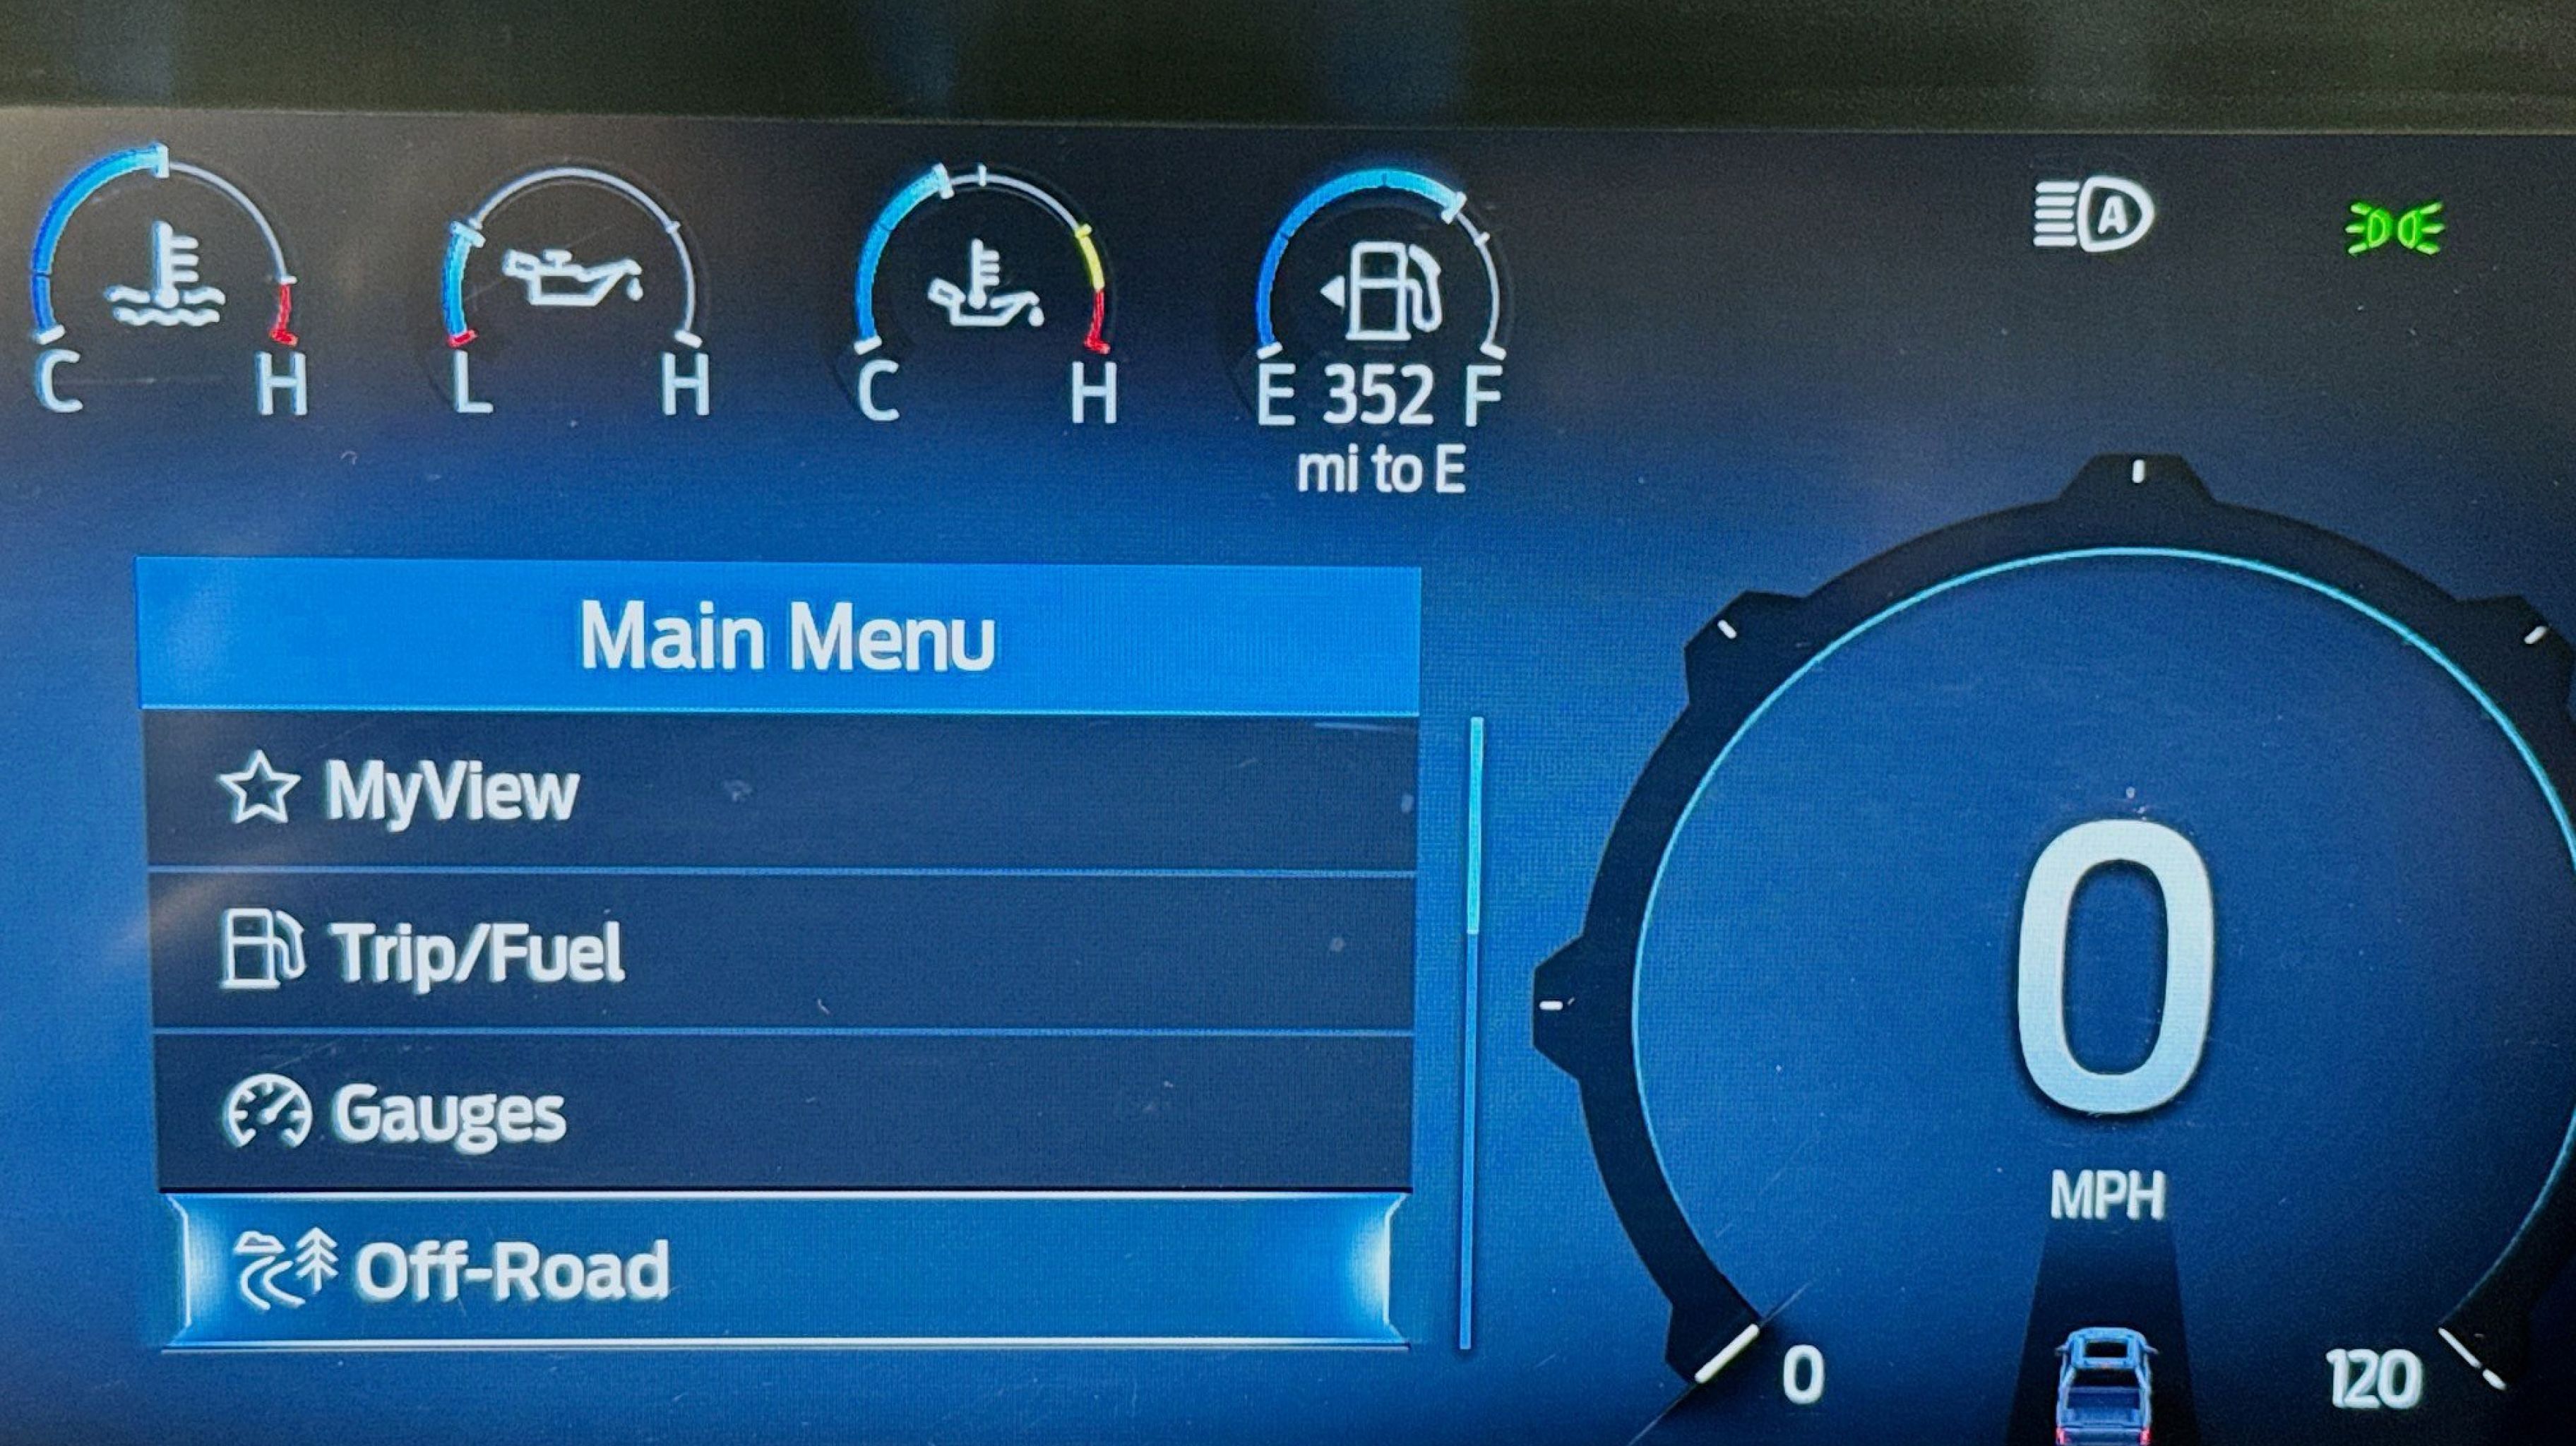 A
C H L H C H E 352 F
mi to E
Main Menu
MyView
Trip/Fuel
Gauges
Off-Road
0
MPH
0 120